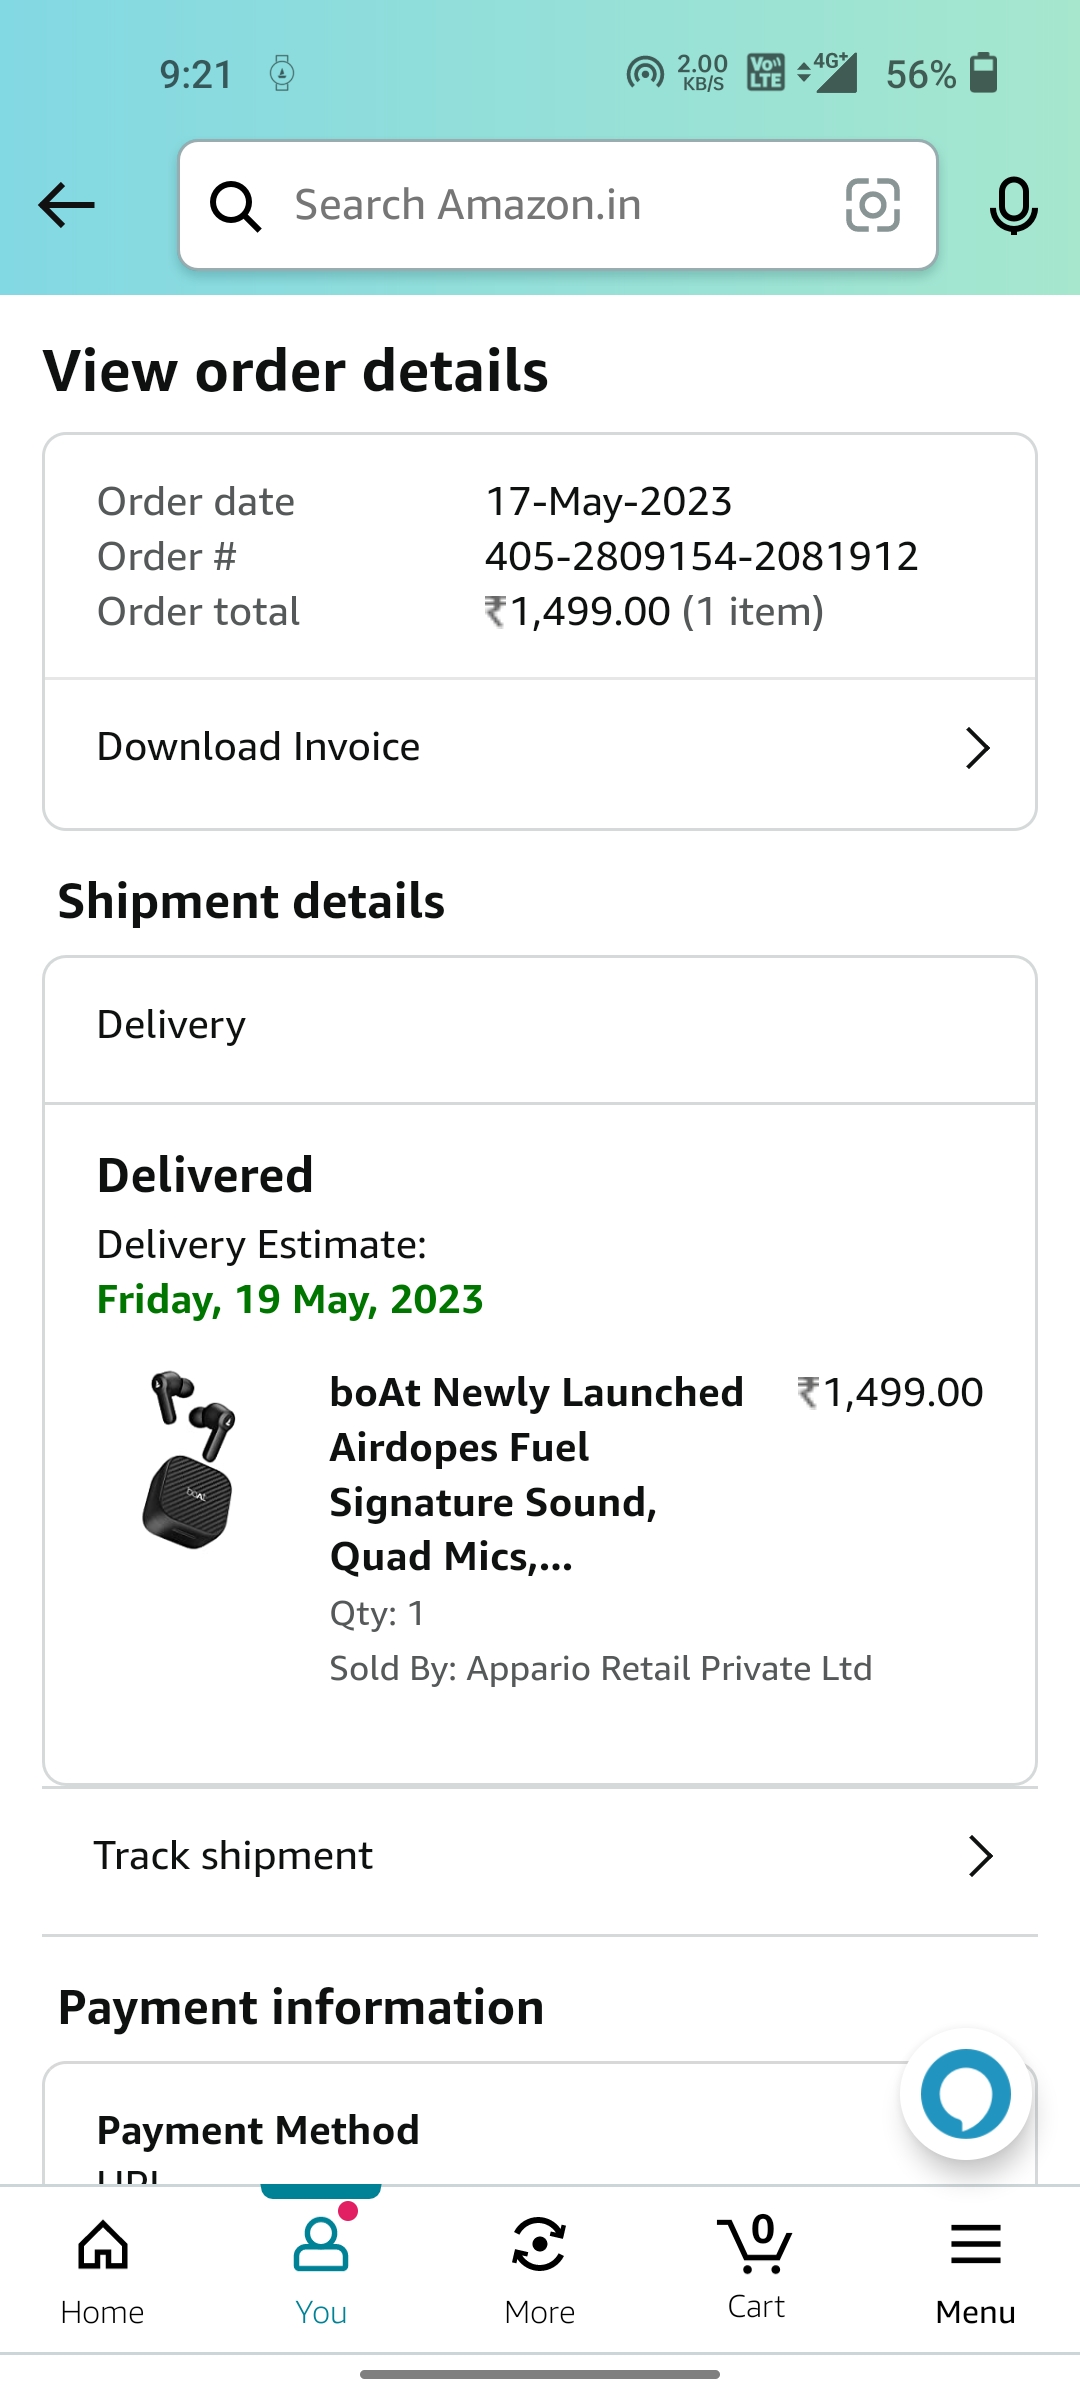 9:21
2.00 KB/S VoLTE 4G+ 56%
Search Amazon.in
View order details
Order date 17-May-2023
Order # 405-2809154-2081912
Order total ₹1,499.00 (1 item)
Download Invoice
Shipment details
Delivery
Delivered
Delivery Estimate:
Friday, 19 May, 2023
boAt Newly Launched ₹1,499.00
Airdopes Fuel
Signature Sound,
Quad Mics,...
Qty: 1
Sold By: Appario Retail Private Ltd
Track shipment
Payment information
Payment Method
UPI
0
Home You More Cart Menu